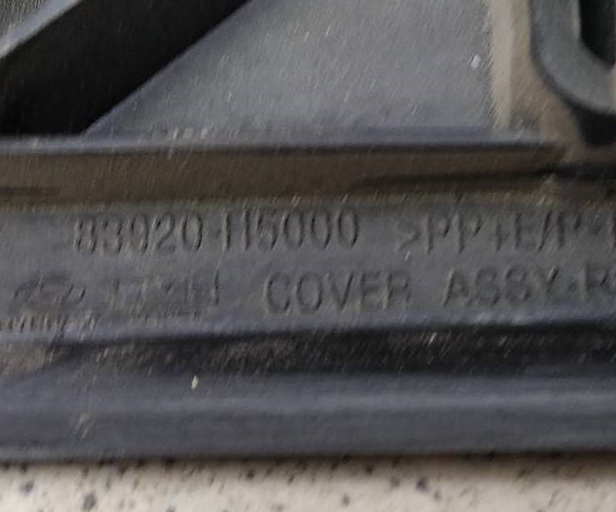 83920-H5000 >PP+E/P-
COVER ASSY-R